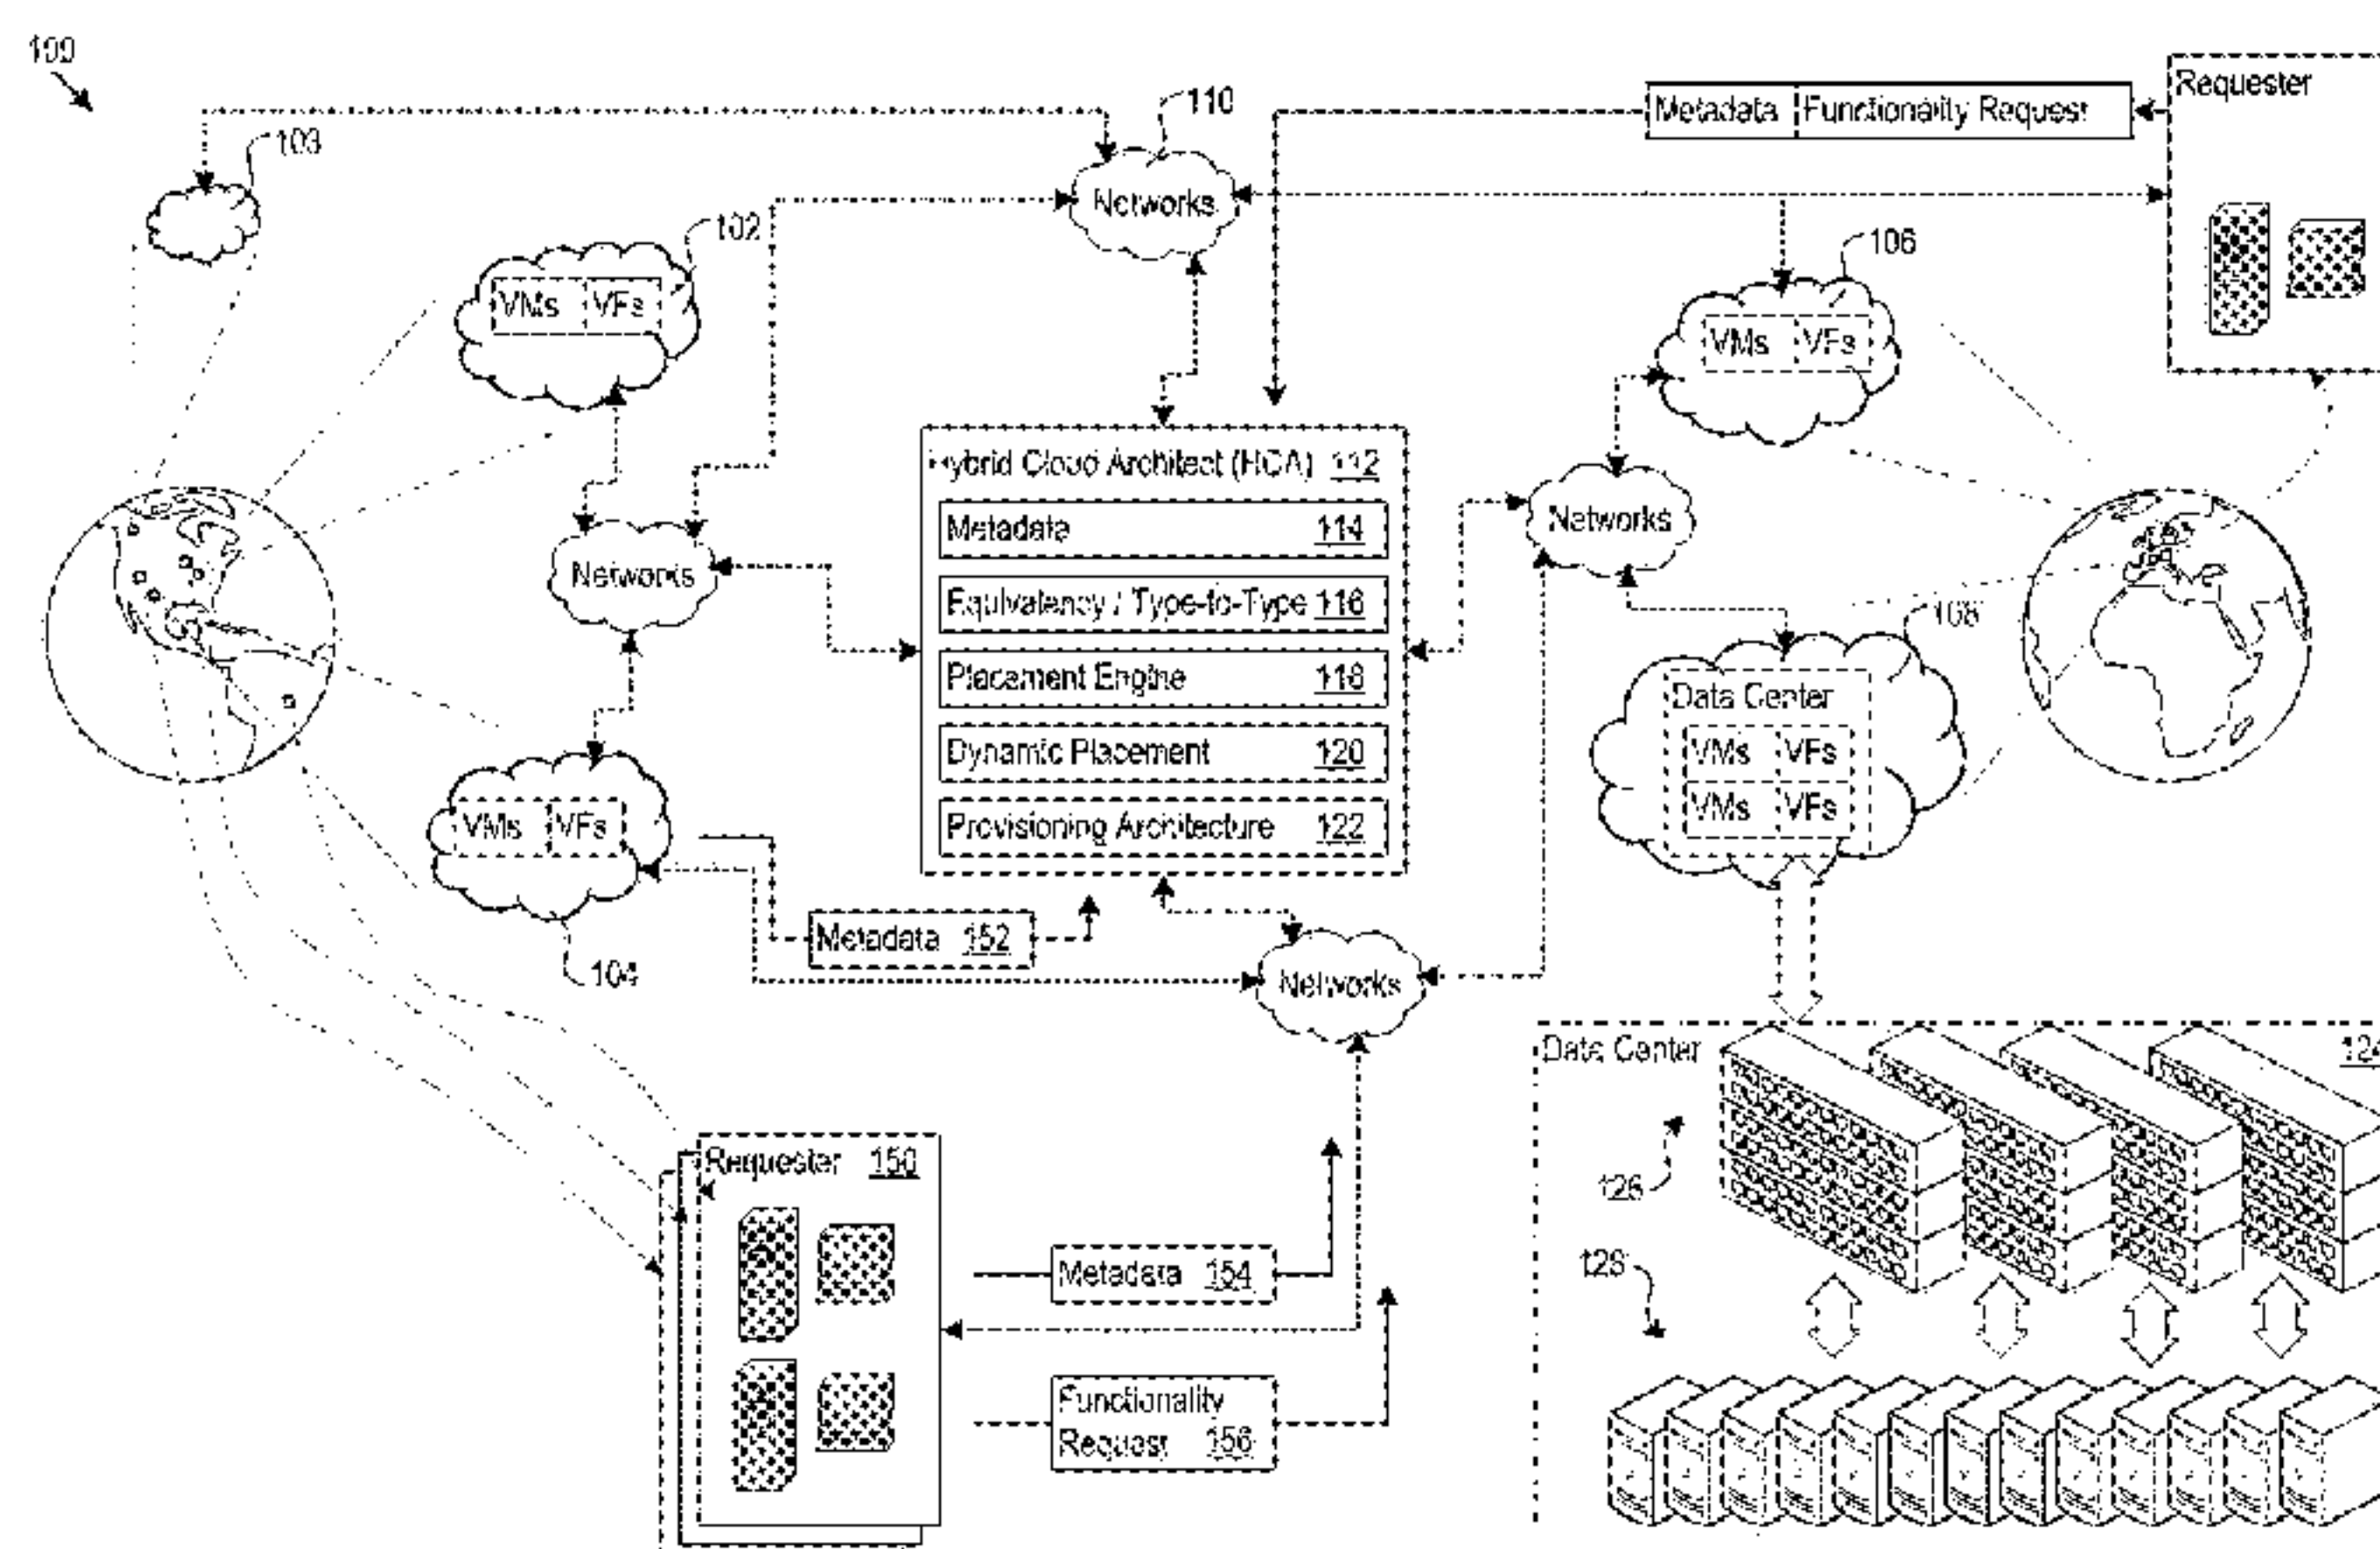 100
110
Requester
Metadata Functionality Request
103
Networks
102
VMs VFs
106
VMs VFs
Hybrid Cloud Architect (HCA) 112
Metadata 114
Networks
Networks
Equivalency / Type-to-Type 116
108
Placement Engine 118
Data Center
Dynamic Placement 120
VMs VFs
VMs VFs
VMs VFs
Provisioning Architecture 122
Metadata 152
104
Networks
Data Center
Requester 150
126
128
Metadata 154
Functionality
Request 156